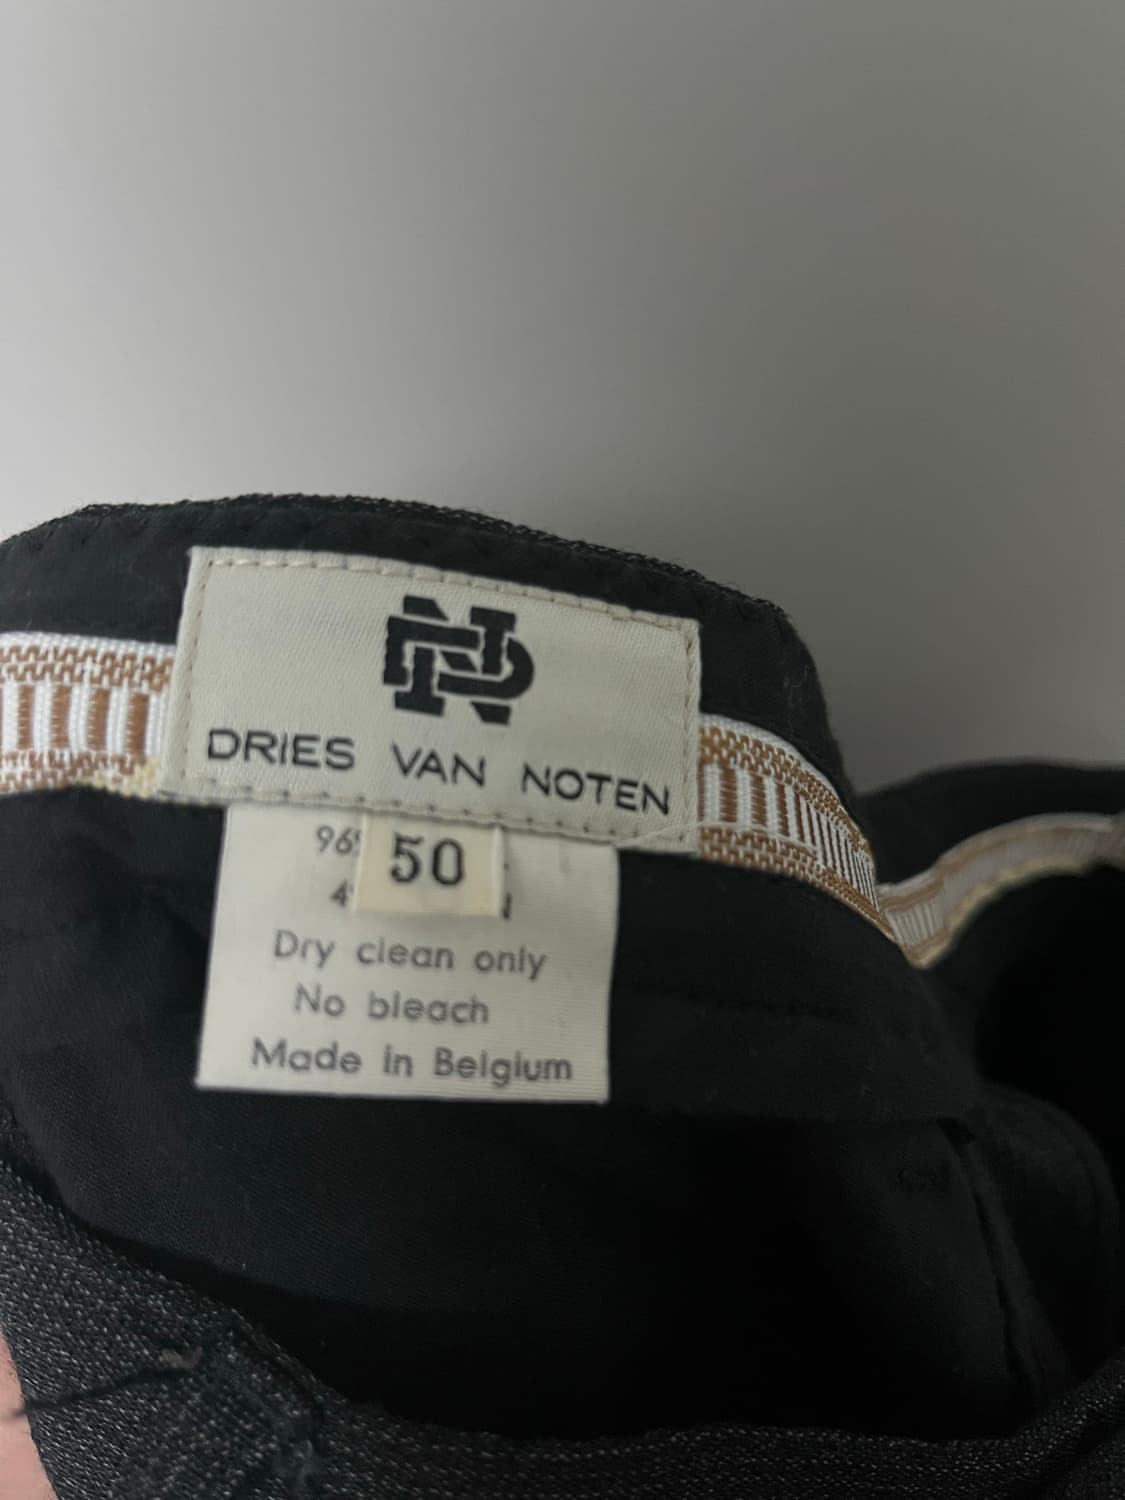 DRIES VAN NOTEN
50
Dry clean only
No bleach
Made in Belgium